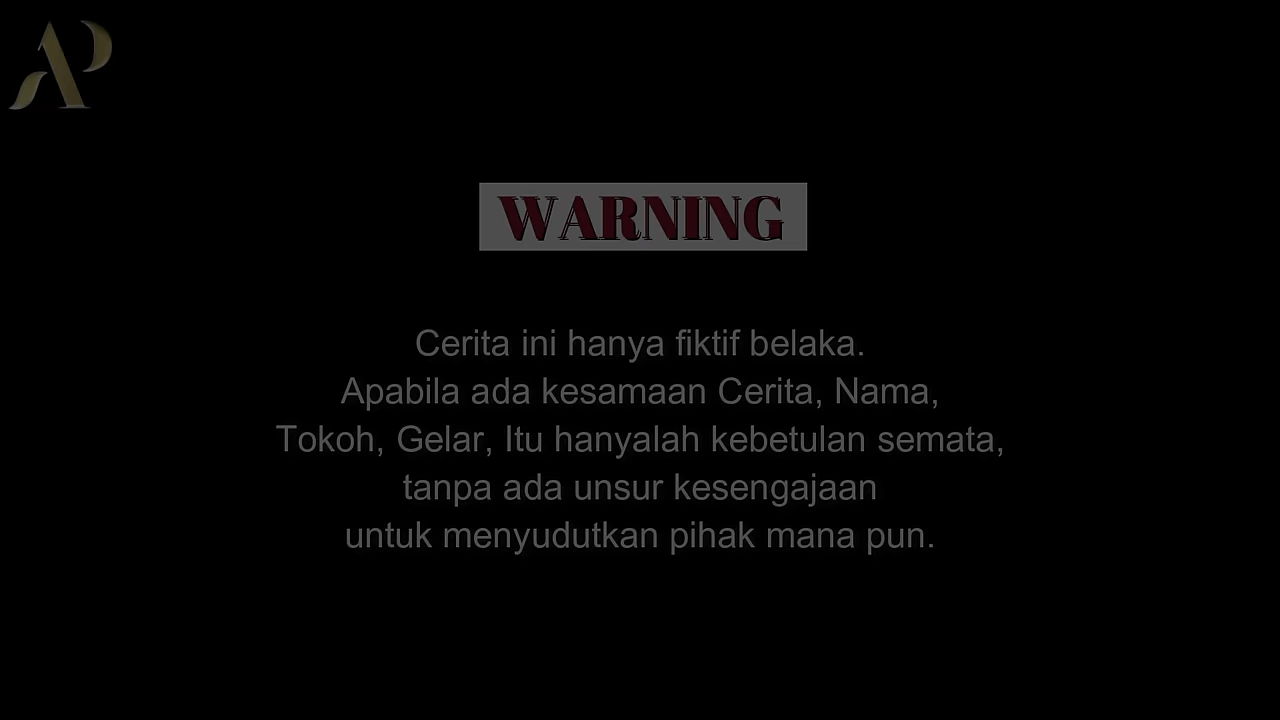 AP
WARNING
Cerita ini hanya fiktif belaka.
Apabila ada kesamaan Cerita, Nama,
Tokoh, Gelar, Itu hanyalah kebetulan semata,
tanpa ada unsur kesengajaan
untuk menyudutkan pihak mana pun.